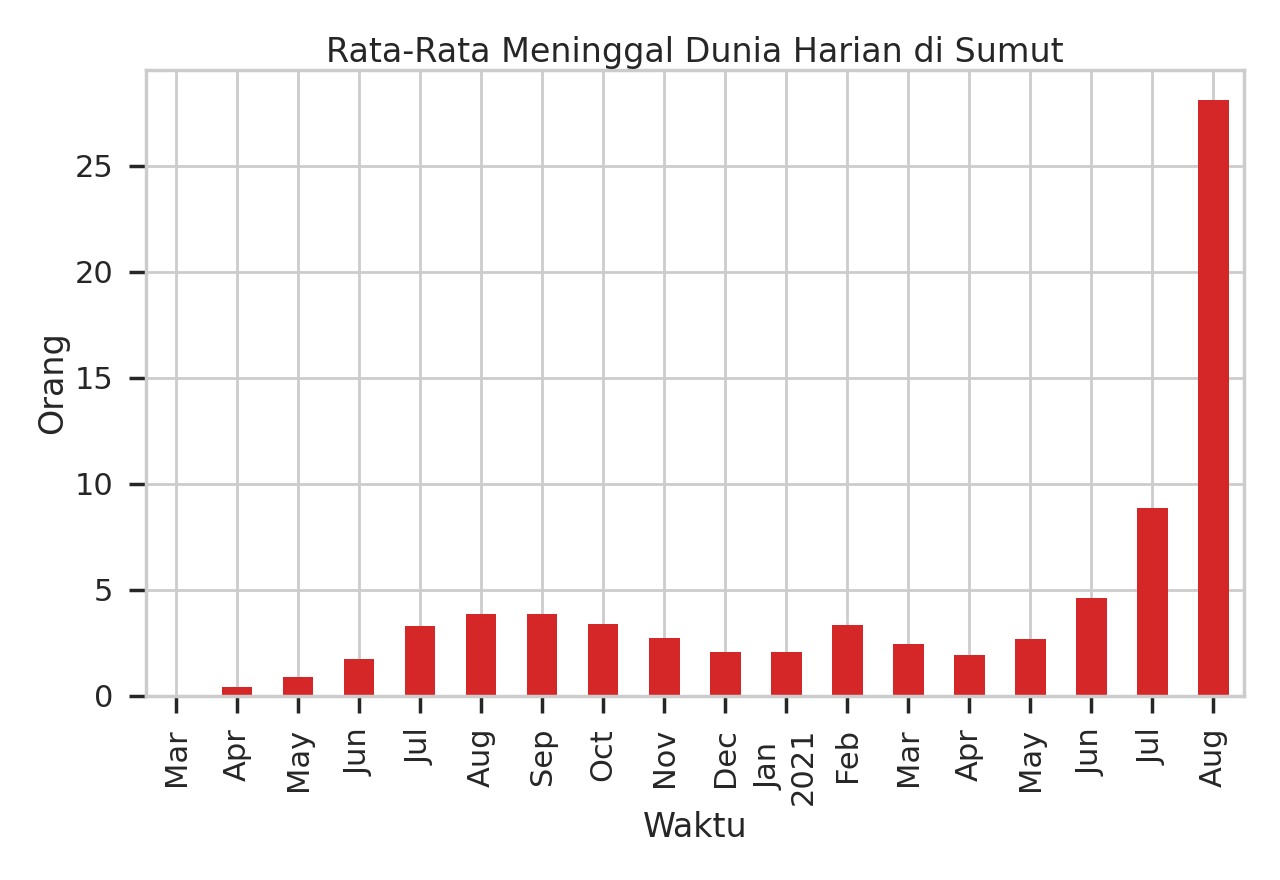 Rata-Rata Meninggal Dunia Harian di Sumut
Orang
25
20
15
10
5
0
Mar
Apr
May
Jun
Jul
Aug
Sep
Oct
Nov
Dec
Jan
2021
Feb
Mar
Apr
May
Jun
Jul
Aug
Waktu